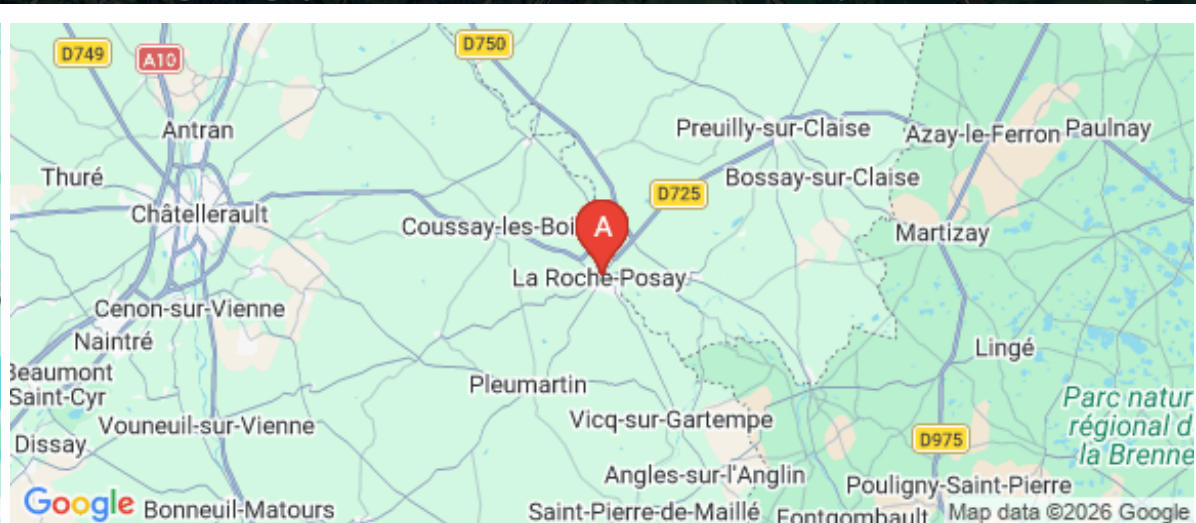 D750
D749
A10
Antran
Preuilly-sur-Claise
Azay-le-Ferron
Paulnay
Thuré
Bossay-sur-Claise
D725
Châtellerault
Coussay-les-Boi
A
Martizay
La Roche-Posay
Cenon-sur-Vienne
Naintré
Lingé
Beaumont
Saint-Cyr
Pleumartin
Parc natur
régional d
la Brenne
Vouneuil-sur-Vienne
Vicq-sur-Gartempe
Dissay
D975
Angles-sur-l'Anglin
Pouligny-Saint-Pierre
Google
Bonneuil-Matours
Saint-Pierre-de-Maillé
Fontgombault
Map data ©2026 Google